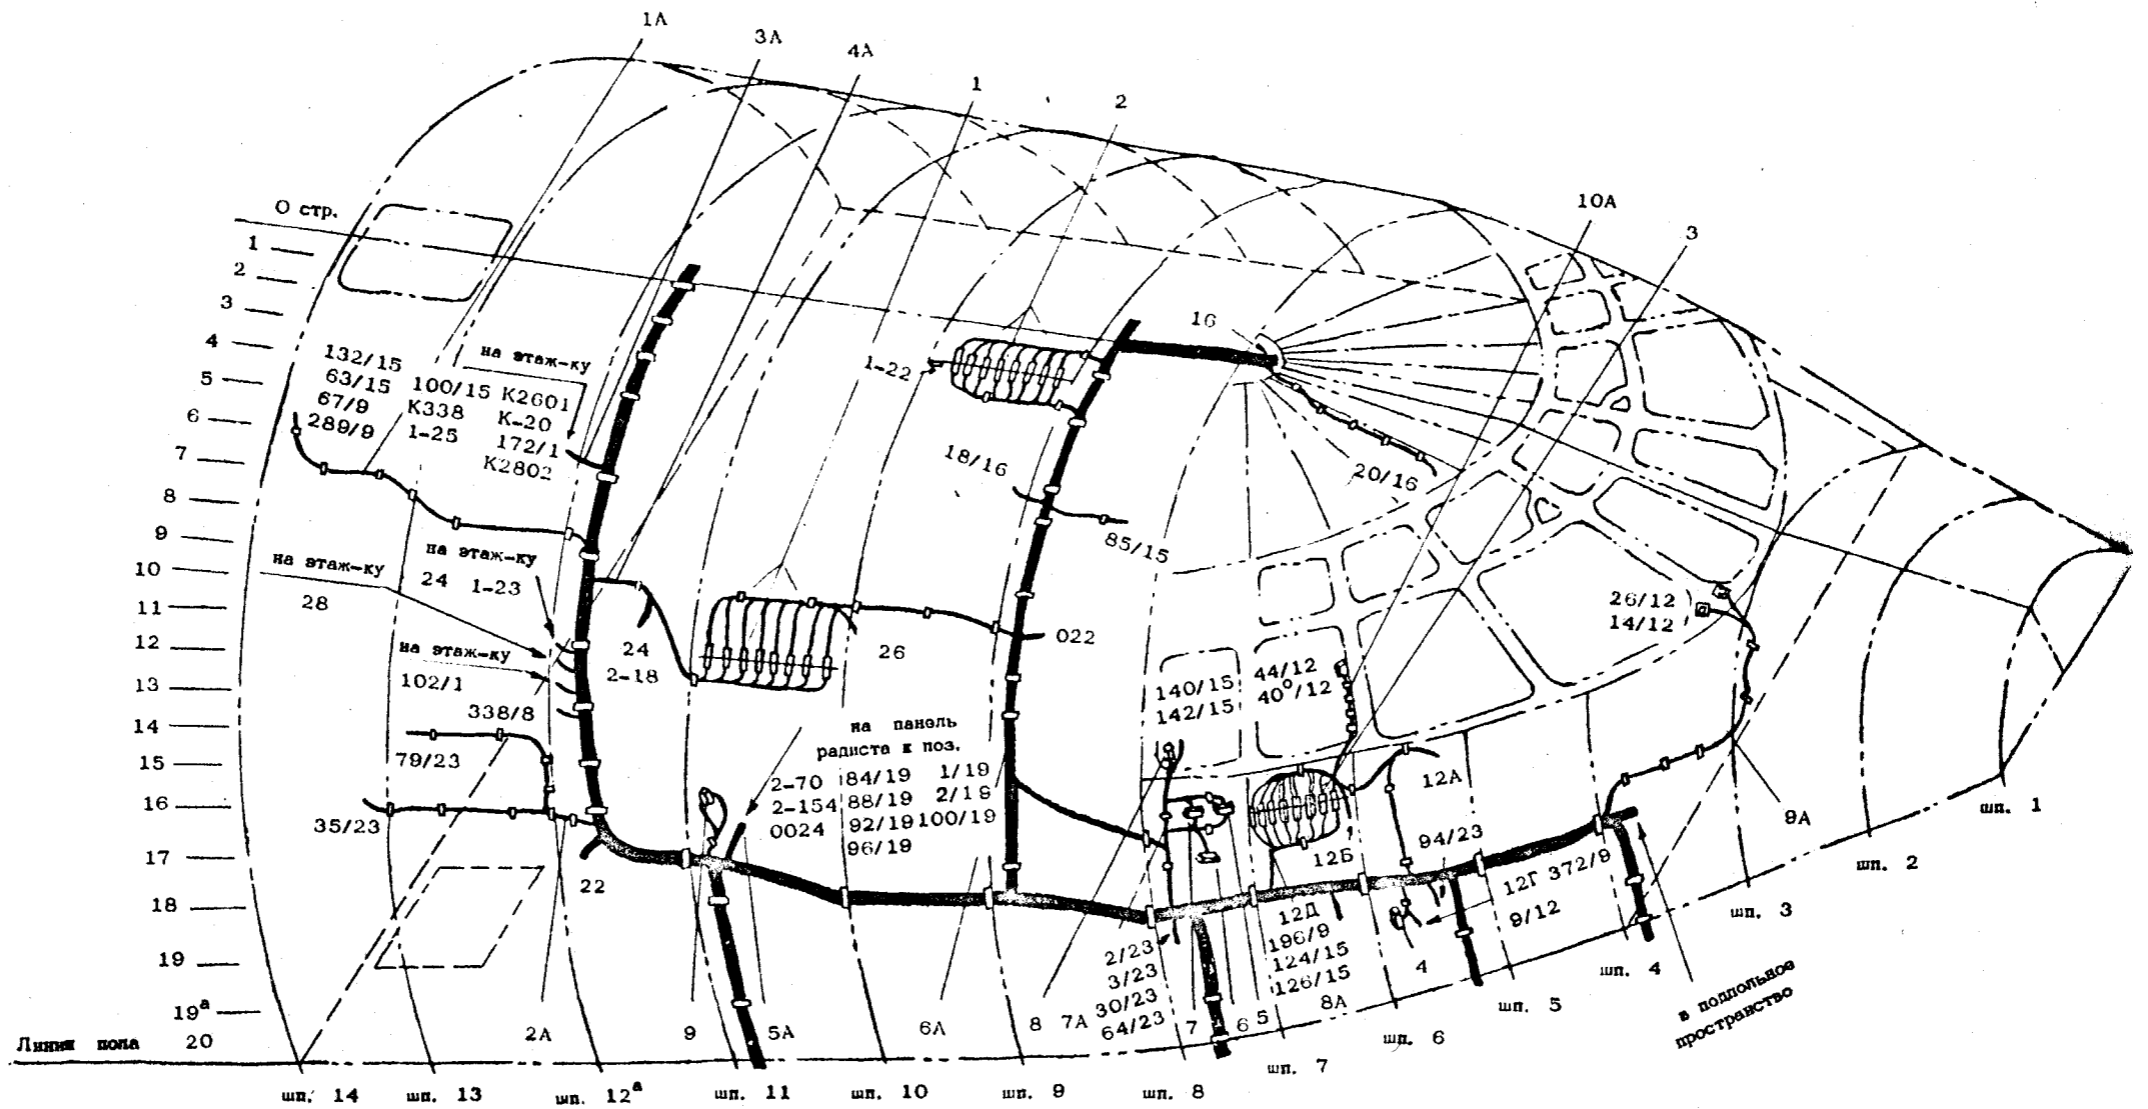 1А
3А
4А
1
2
10А
3
О стр.
1
2
3
4
5
6
7
8
9
10
11
12
13
14
15
16
17
18
19
19а
Линия пола 20
на этаж-ку
132/15
63/15 100/15 К2601
67/9 К338 К-20
289/9 1-25 172/1
К2802
на этаж-ку
24 1-23
на этаж-ку
28
на этаж-ку
102/1
338/8
79/23
35/23
22
24
2-18
26
022
1-22
16
18/16
85/15
20/16
на панель
радиста к поз.
2-70 84/19 1/19
2-154 88/19 2/19
0024 92/19 100/19
96/19
140/15 44/12
142/15 40°/12
26/12
14/12
12А
12Б
94/23
12Г 372/9
9/12
12Д
196/9
124/15
126/15
2/23
3/23
30/23
64/23
9А
2А
9
5А
6А
8
7А
7
6
5
8А
4
в подпольное
пространство
шп. 14
шп. 13
шп. 12а
шп. 11
шп. 10
шп. 9
шп. 8
шп. 7
шп. 6
шп. 5
шп. 4
шп. 3
шп. 2
шп. 1